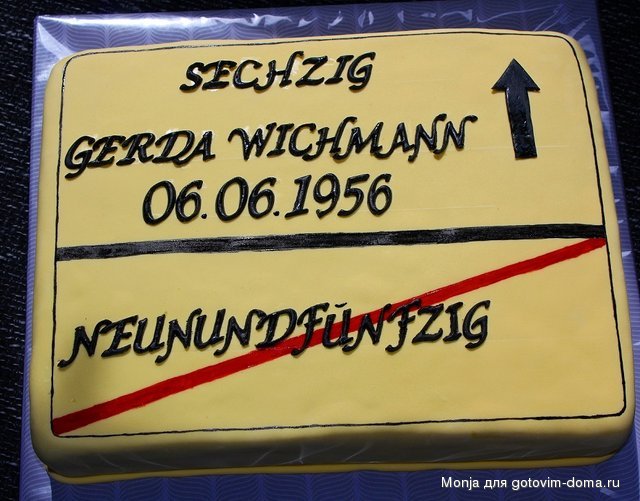 SECHZIG
GERDA WICHMANN
06.06.1956
NEUNUNDFÜNFZIG
Monja для gotovim-doma.ru